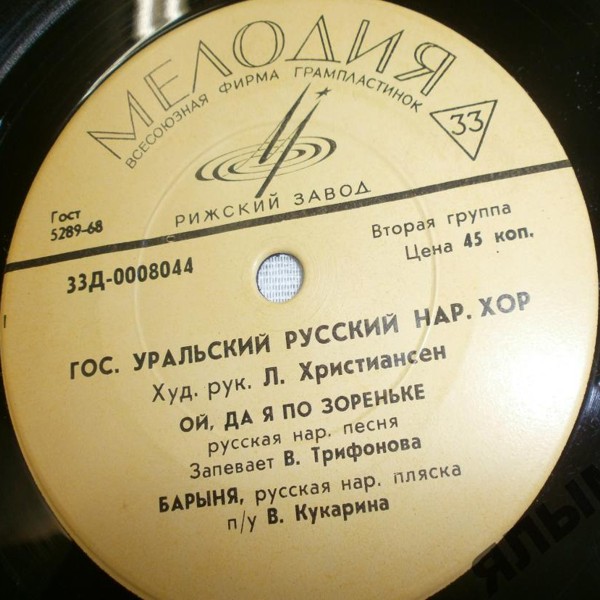 МЕЛОДИЯ
ВСЕСОЮЗНАЯ ФИРМА ГРАМПЛАСТИНОК
33
РИЖСКИЙ ЗАВОД
Гост
5289-68
Вторая группа
Цена 45 коп.
33Д-0008044
ГОС. УРАЛЬСКИЙ РУССКИЙ НАР. ХОР
Худ. рук. Л. Христиансен
ОЙ, ДА Я ПО ЗОРЕНЬКЕ
русская нар. песня
Запевает В. Трифонова
БАРЫНЯ, русская нар. пляска
п/у В. Кукарина